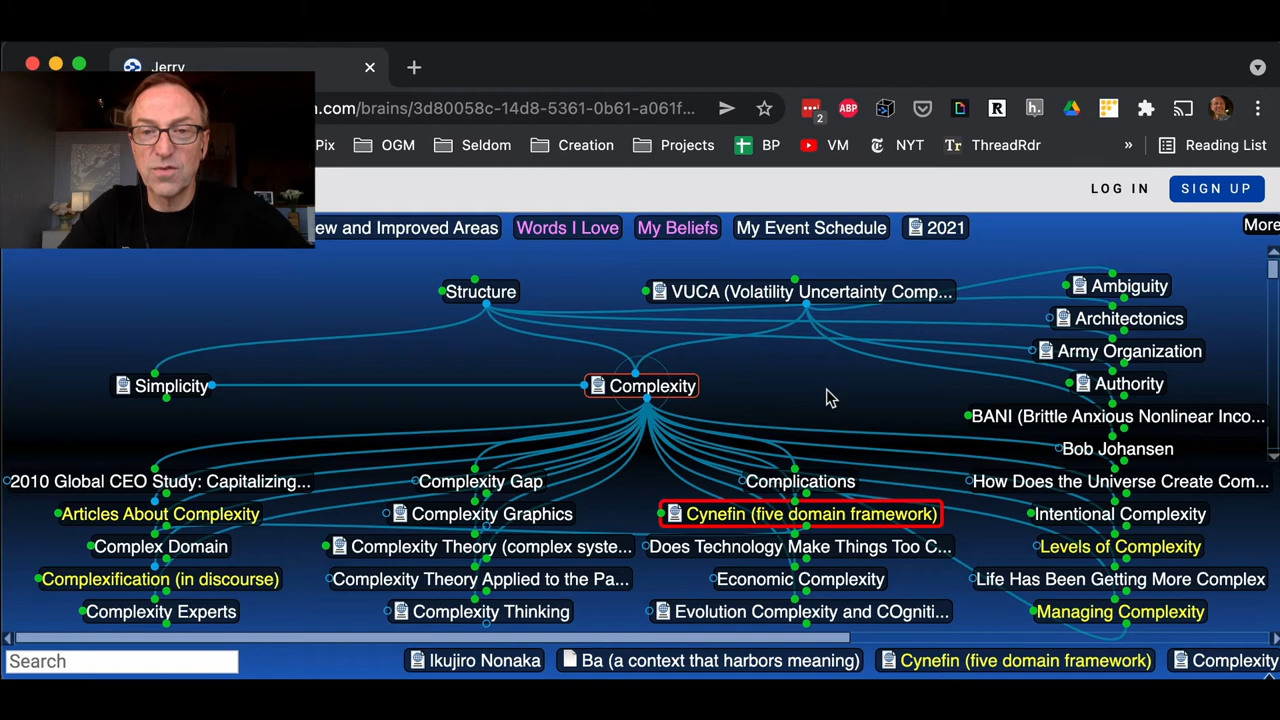 Jerry
m.com/brains/3d80058c-14d8-5361-0b61-a061f...
2
ABP
R
h.
Pix
OGM
Seldom
Creation
Projects
BP
VM
NYT
Tr ThreadRdr
»
Reading List
LOG IN
SIGN UP
ew and Improved Areas
Words I Love
My Beliefs
My Event Schedule
2021
More
Structure
VUCA (Volatility Uncertainty Comp...
Ambiguity
Architectonics
Army Organization
Simplicity
Complexity
Authority
BANI (Brittle Anxious Nonlinear Inco...
Bob Johansen
2010 Global CEO Study: Capitalizing...
Complexity Gap
Complications
How Does the Universe Create Com...
Articles About Complexity
Complexity Graphics
Cynefin (five domain framework)
Intentional Complexity
Complex Domain
Complexity Theory (complex syste...
Does Technology Make Things Too C...
Levels of Complexity
Complexification (in discourse)
Complexity Theory Applied to the Pa...
Economic Complexity
Life Has Been Getting More Complex
Complexity Experts
Complexity Thinking
Evolution Complexity and COgniti...
Managing Complexity
Search
Ikujiro Nonaka
Ba (a context that harbors meaning)
Cynefin (five domain framework)
Complexity